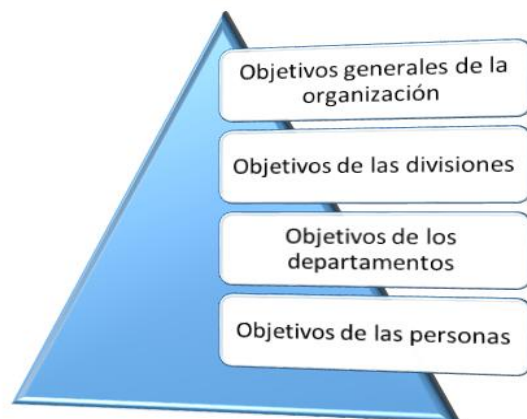 Objetivos generales de la
organización
Objetivos de las divisiones
Objetivos de los
departamentos
Objetivos de las personas